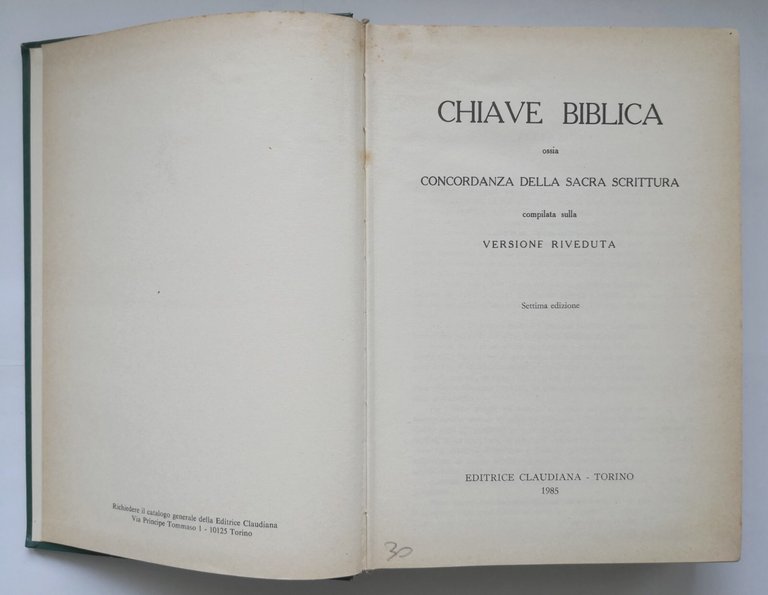 Richiedere il catalogo generale della Editrice Claudiana
Via Principe Tommaso 1 - 10125 Torino
CHIAVE BIBLICA
ossia
CONCORDANZA DELLA SACRA SCRITTURA
compilata sulla
VERSIONE RIVEDUTA
Settima edizione
EDITRICE CLAUDIANA - TORINO
1985
30